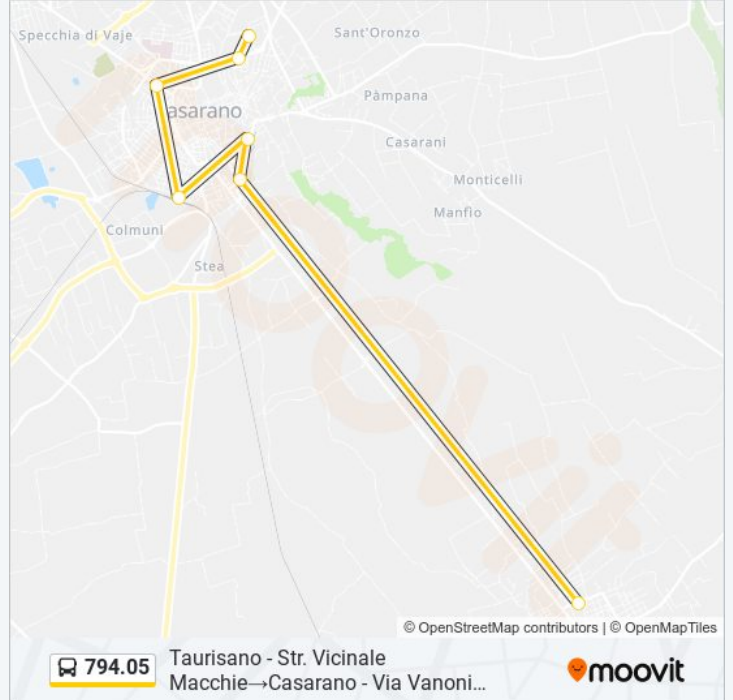 Specchia di Vaje
Sant'Oronzo
Pàmpana
asarano
Casarani
Monticelli
Manfio
Colmuni
Stea
© OpenStreetMap contributors | © OpenMapTiles
794.05
Taurisano - Str. Vicinale
Macchie→Casarano - Via Vanoni...
moovit